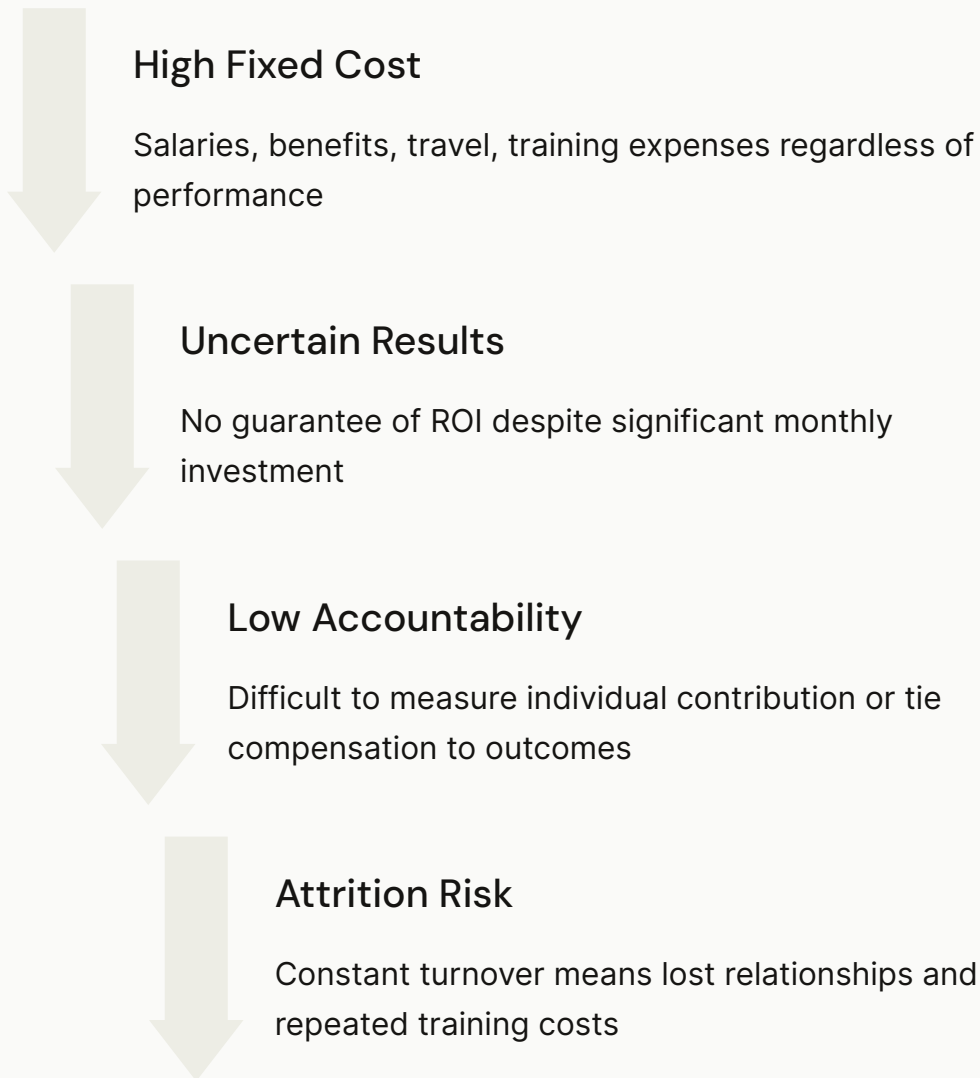 High Fixed Cost
Salaries, benefits, travel, training expenses regardless of
performance
Uncertain Results
No guarantee of ROI despite significant monthly
investment
Low Accountability
Difficult to measure individual contribution or tie
compensation to outcomes
Attrition Risk
Constant turnover means lost relationships and
repeated training costs